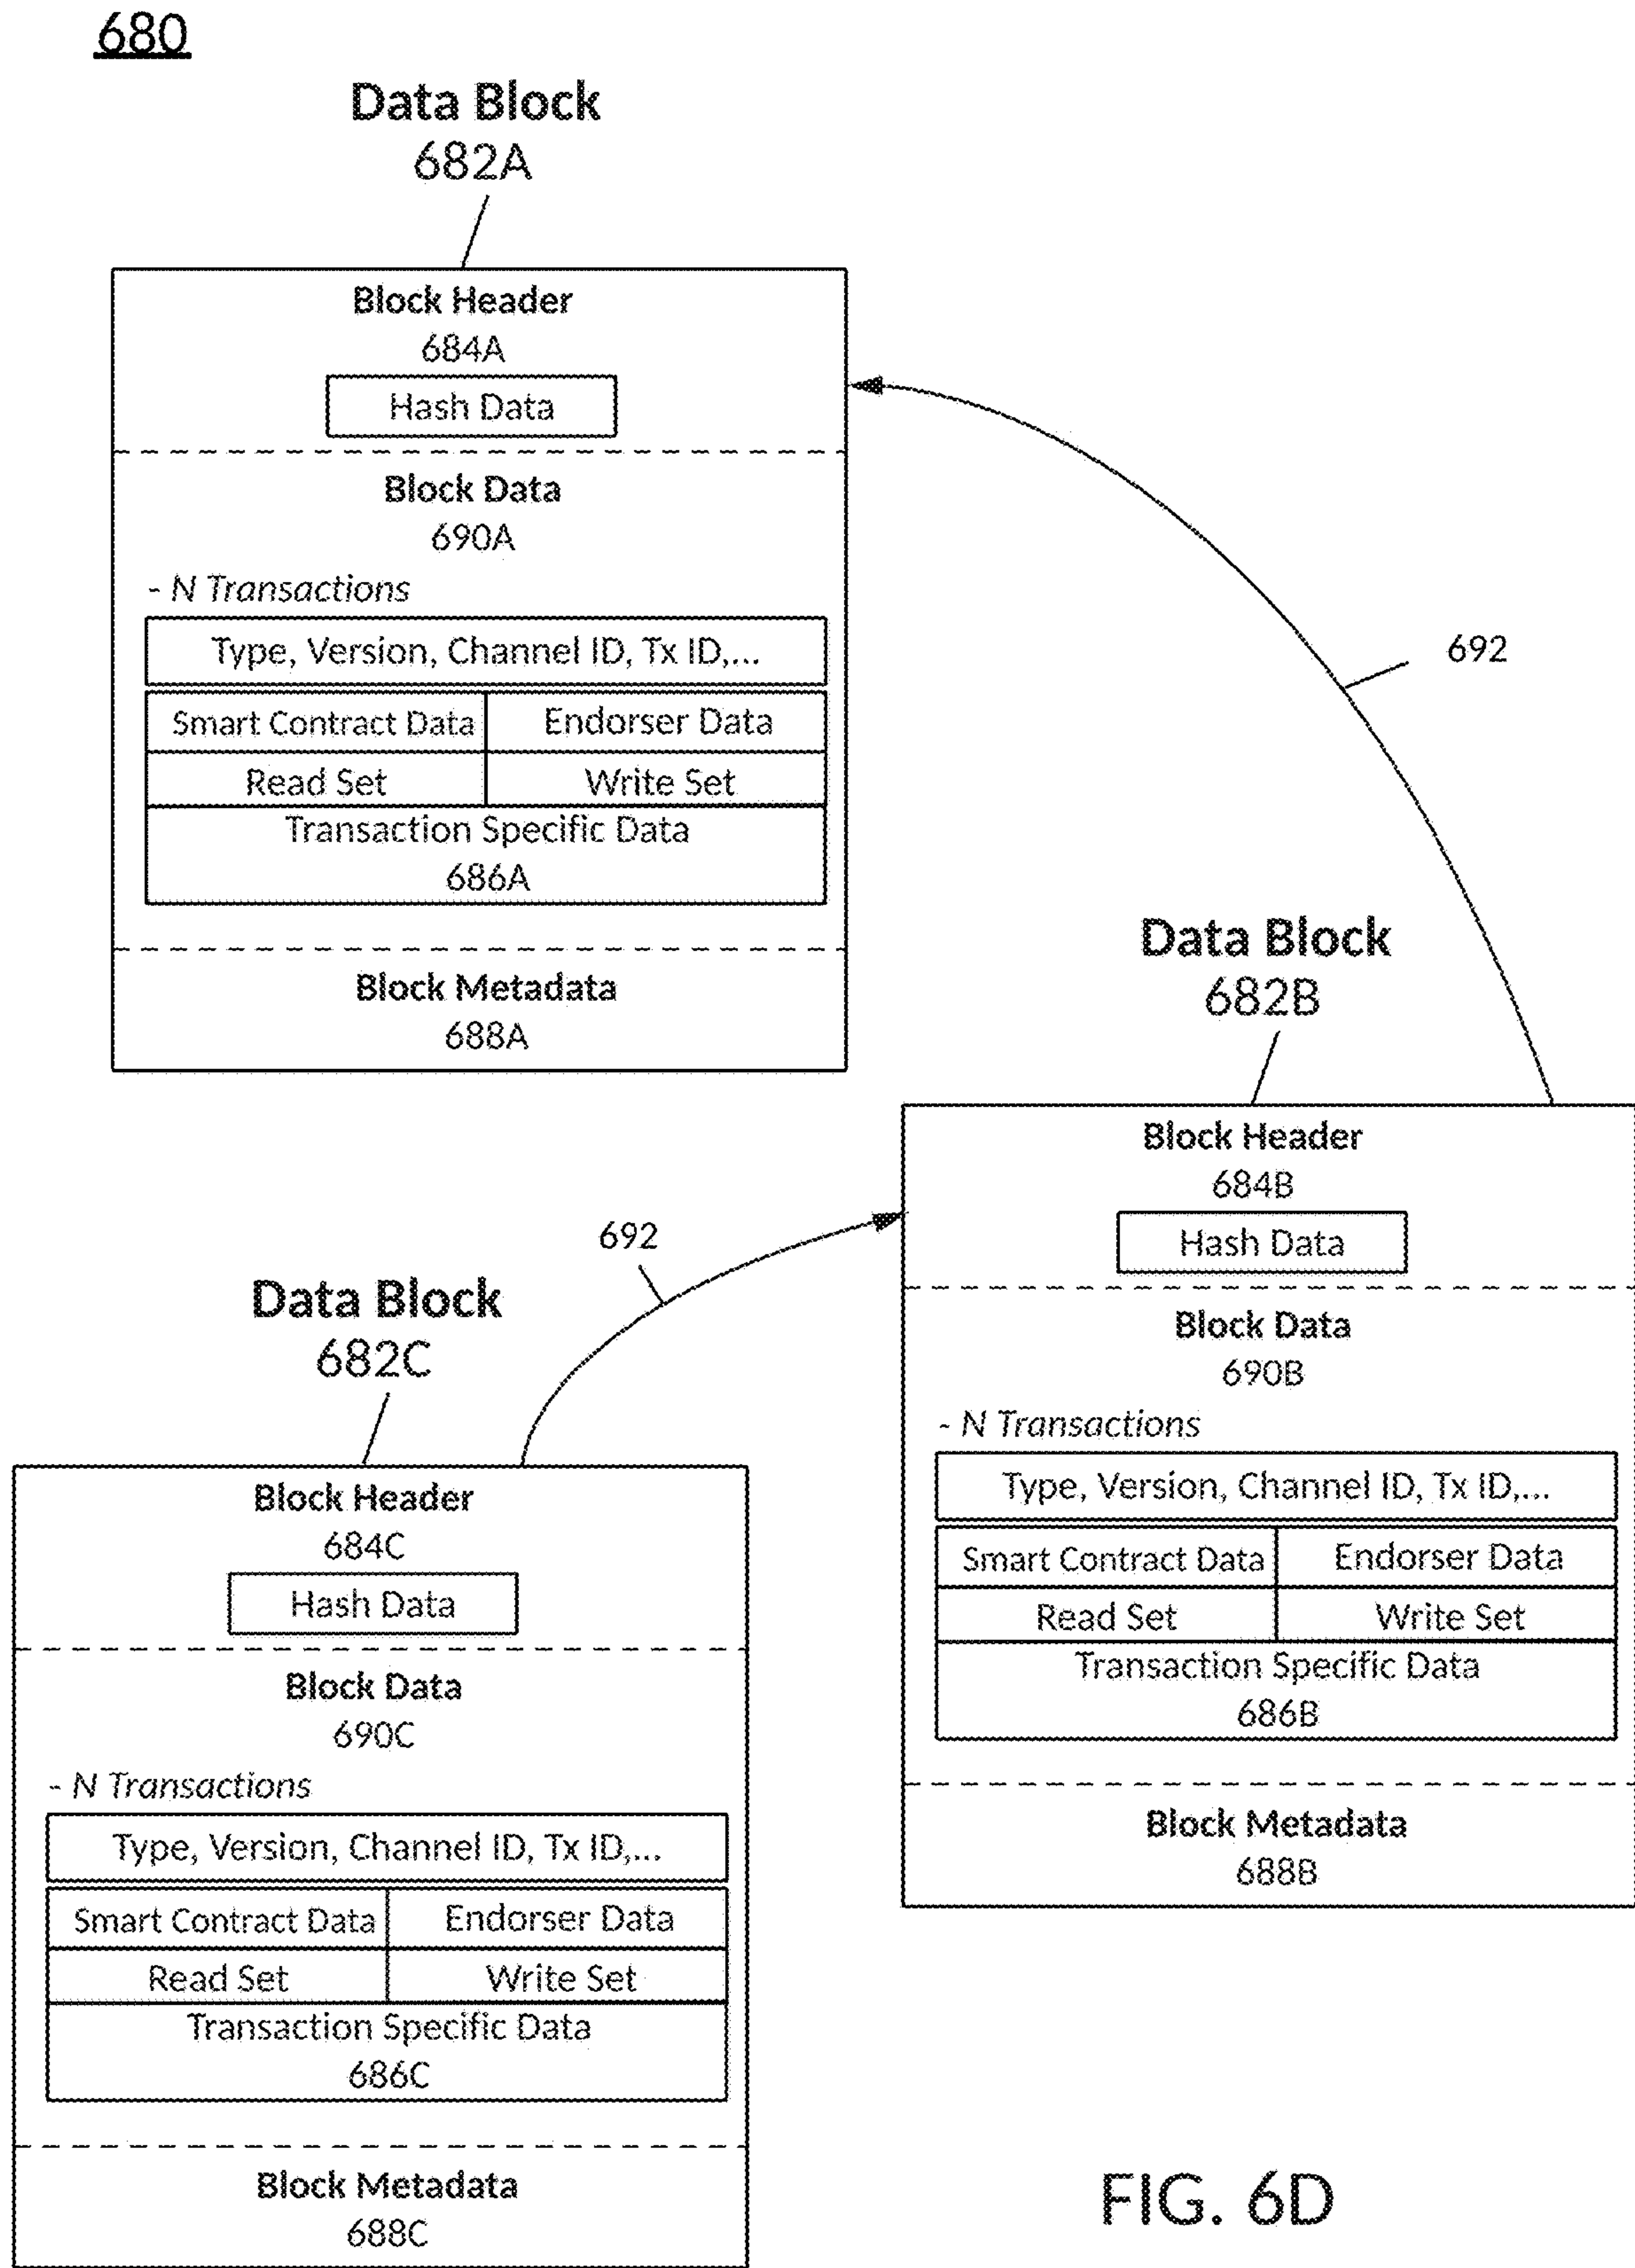 680
Data Block
682A
Block Header
684A
Hash Data
Block Data
690A
- N Transactions
Type, Version, Channel ID, Tx ID,...
Smart Contract Data Endorser Data
Read Set Write Set
Transaction Specific Data
686A
Block Metadata
688A
692
Data Block
682B
Block Header
684B
Hash Data
Block Data
690B
- N Transactions
Type, Version, Channel ID, Tx ID,...
Smart Contract Data Endorser Data
Read Set Write Set
Transaction Specific Data
686B
Block Metadata
688B
692
Data Block
682C
Block Header
684C
Hash Data
Block Data
690C
- N Transactions
Type, Version, Channel ID, Tx ID,...
Smart Contract Data Endorser Data
Read Set Write Set
Transaction Specific Data
686C
Block Metadata
688C
FIG. 6D